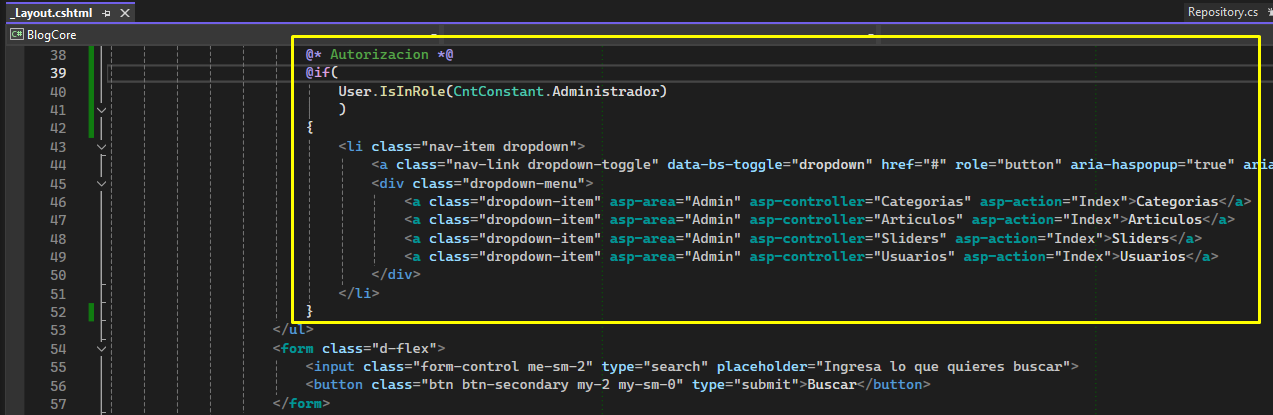 _Layout.cshtml
Repository.cs
C# BlogCore
38 @* Autorizacion *@
39 @if(
40 User.IsInRole(CntConstant.Administrador)
41 )
42 {
43 <li class="nav-item dropdown">
44 <a class="nav-link dropdown-toggle" data-bs-toggle="dropdown" href="#" role="button" aria-haspopup="true" aria
45 <div class="dropdown-menu">
46 <a class="dropdown-item" asp-area="Admin" asp-controller="Categorias" asp-action="Index">Categorias</a>
47 <a class="dropdown-item" asp-area="Admin" asp-controller="Articulos" asp-action="Index">Articulos</a>
48 <a class="dropdown-item" asp-area="Admin" asp-controller="Sliders" asp-action="Index">Sliders</a>
49 <a class="dropdown-item" asp-area="Admin" asp-controller="Usuarios" asp-action="Index">Usuarios</a>
50 </div>
51 </li>
52 }
53 </ul>
54 <form class="d-flex">
55 <input class="form-control me-sm-2" type="search" placeholder="Ingresa lo que quieres buscar">
56 <button class="btn btn-secondary my-2 my-sm-0" type="submit">Buscar</button>
57 </form>